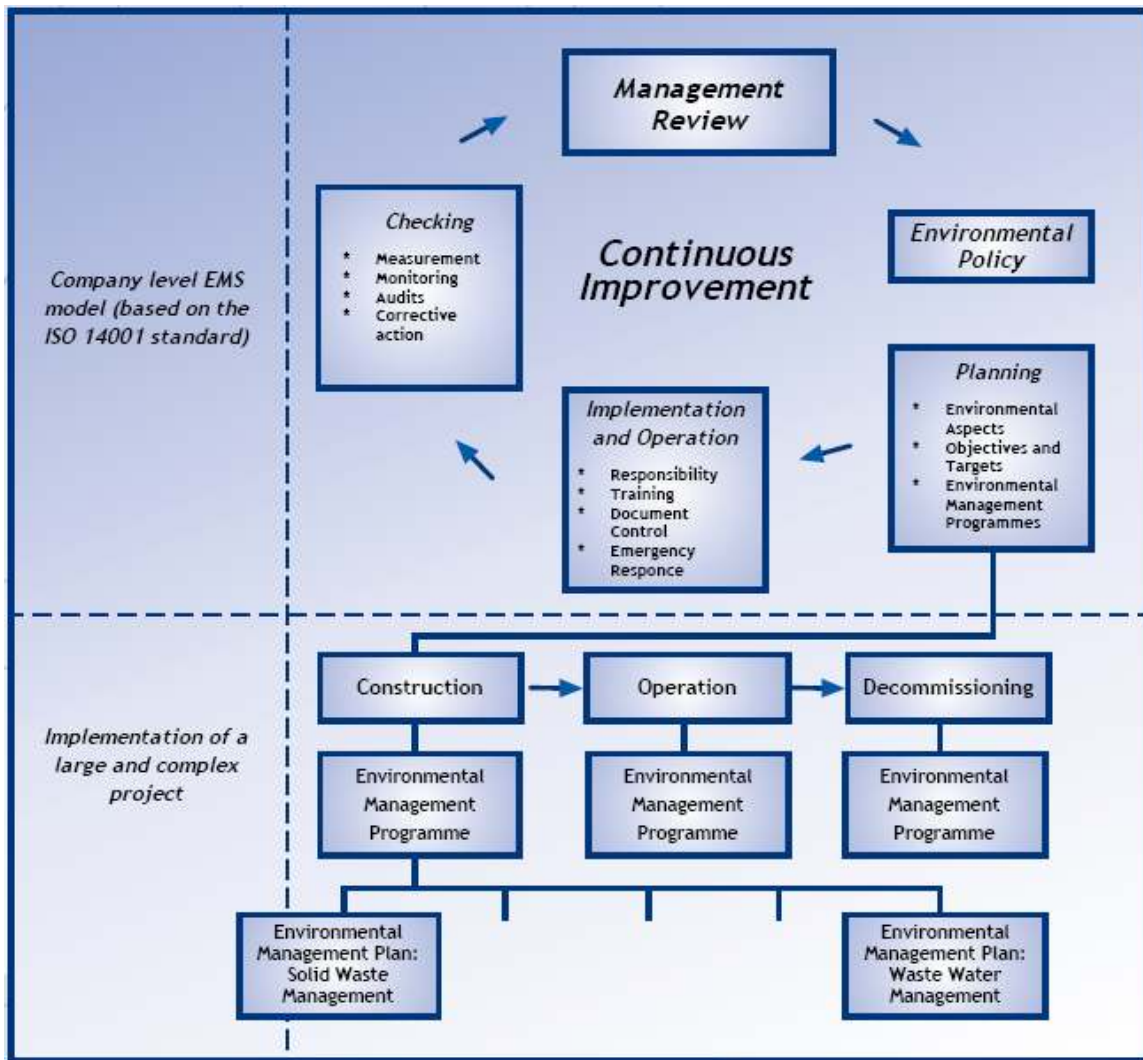 Management
Review
Checking
* Measurement
* Monitoring
* Audits
* Corrective
action
Continuous
Improvement
Environmental
Policy
Company level EMS
model (based on the
ISO 14001 standard)
Planning
* Environmental
Aspects
* Objectives and
Targets
* Environmental
Management
Programmes
Implementation
and Operation
* Responsibility
* Training
* Document
Control
* Emergency
Responce
Implementation of a
large and complex
project
Construction
Operation
Decommissioning
Environmental
Management
Programme
Environmental
Management
Programme
Environmental
Management
Programme
Environmental
Management Plan:
Solid Waste
Management
Environmental
Management Plan:
Waste Water
Management